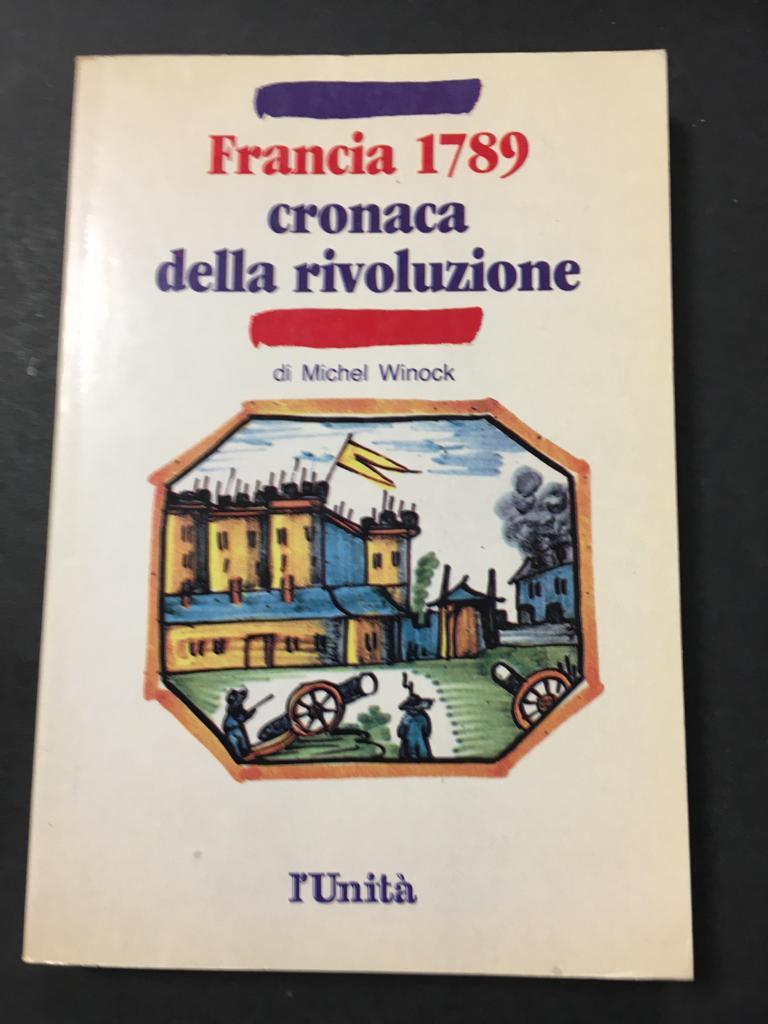 Francia 1789
cronaca
della rivoluzione
di Michel Winock
l'Unità